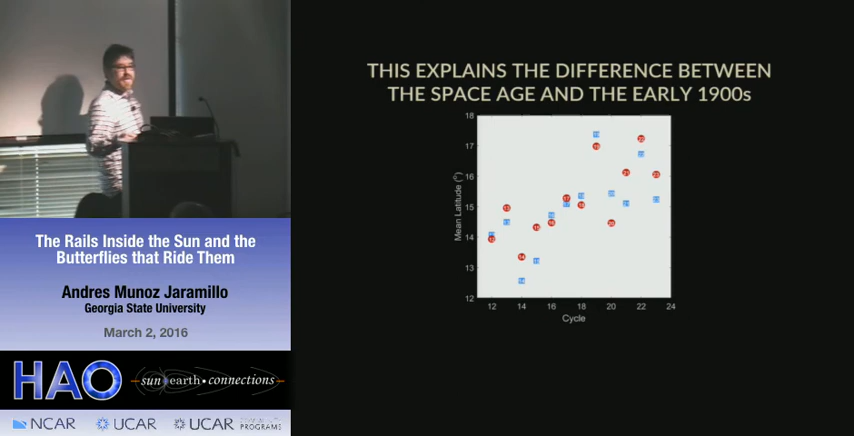 THIS EXPLAINS THE DIFFERENCE BETWEEN
THE SPACE AGE AND THE EARLY 1900s
18
17
16
15
14
13
12
Mean Latitude (°)
12 14 16 18 20 22 24
Cycle
The Rails Inside the Sun and the
Butterflies that Ride Them
Andres Munoz Jaramillo
Georgia State University
March 2, 2016
HAO
sun•earth•connections
NCAR UCAR UCAR
PROGRAMS